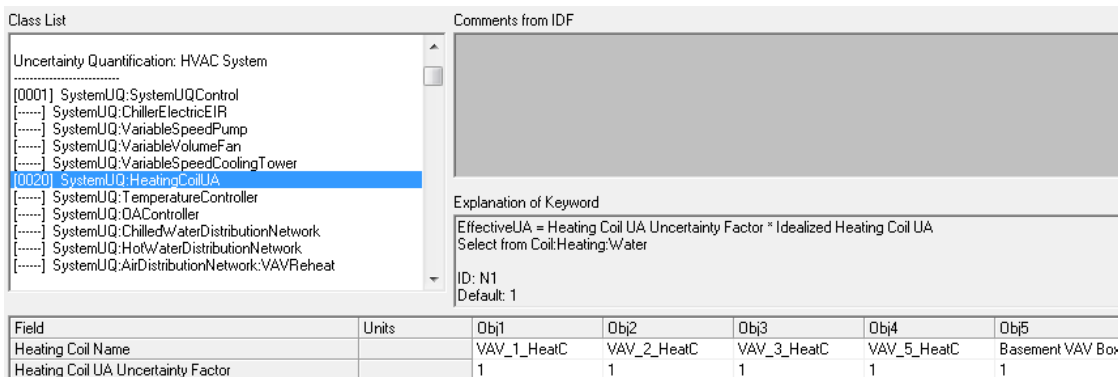 Class List
Comments from IDF
Uncertainty Quantification: HVAC System
--------------------------
[0001] SystemUQ:SystemUQControl
[------] SystemUQ:ChillerElectricEIR
[------] SystemUQ:VariableSpeedPump
[------] SystemUQ:VariableVolumeFan
[------] SystemUQ:VariableSpeedCoolingTower
[0020] SystemUQ:HeatingCoilUA
[------] SystemUQ:TemperatureController
[------] SystemUQ:OAController
[------] SystemUQ:ChilledWaterDistributionNetwork
[------] SystemUQ:HotWaterDistributionNetwork
[------] SystemUQ:AirDistributionNetwork:VAVReheat
Explanation of Keyword
EffectiveUA = Heating Coil UA Uncertainty Factor * Idealized Heating Coil UA
Select from Coil:Heating:Water
ID: N1
Default: 1
Field Units Obj1 Obj2 Obj3 Obj4 Obj5
Heating Coil Name VAV_1_HeatC VAV_2_HeatC VAV_3_HeatC VAV_5_HeatC Basement VAV Box
Heating Coil UA Uncertainty Factor 1 1 1 1 1